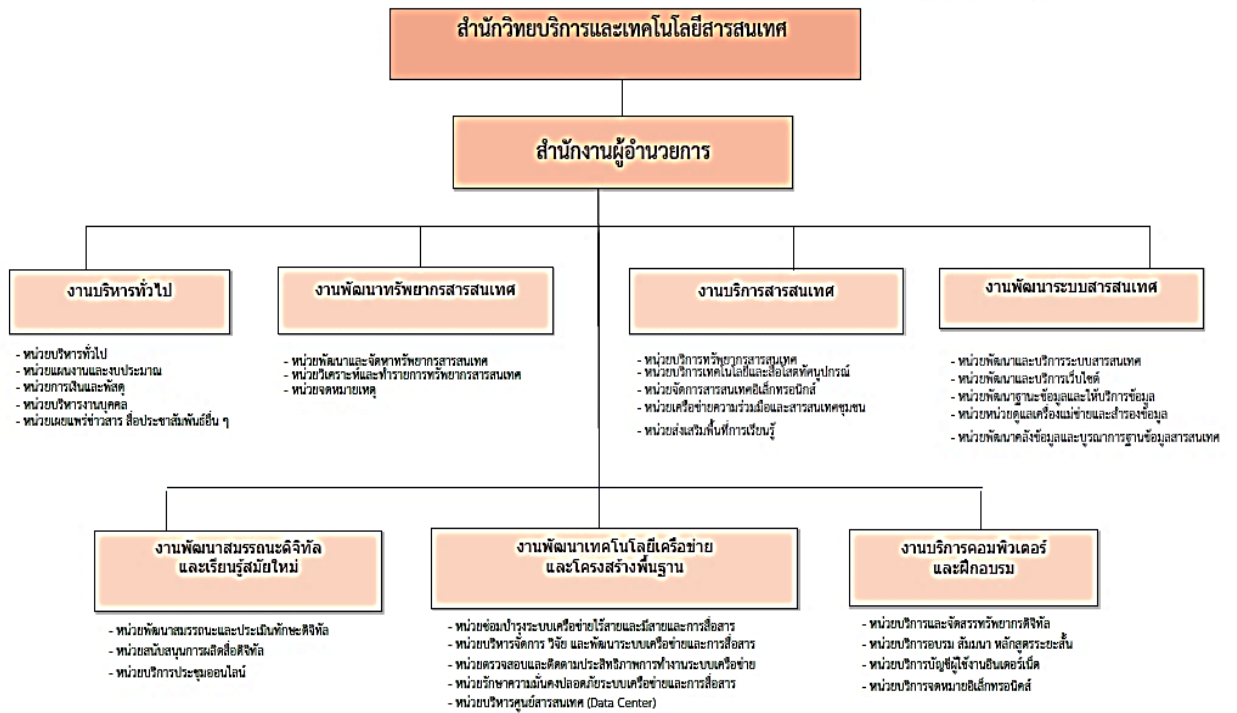 สำนักวิทยบริการและเทคโนโลยีสารสนเทศ
สำนักงานผู้อำนวยการ
งานบริหารทั่วไป
- หน่วยบริหารทั่วไป
- หน่วยแผนงานและงบประมาณ
- หน่วยการเงินและพัสดุ
- หน่วยบริหารงานบุคคล
- หน่วยเผยแพร่ข่าวสาร สื่อประชาสัมพันธ์อื่น ๆ
งานพัฒนาทรัพยากรสารสนเทศ
- หน่วยพัฒนาและจัดหาทรัพยากรสารสนเทศ
- หน่วยวิเคราะห์และทำรายการทรัพยากรสารสนเทศ
- หน่วยจดหมายเหตุ
งานบริการสารสนเทศ
- หน่วยบริการทรัพยากรสารสนเทศ
- หน่วยบริการเทคโนโลยีและสื่อโสตทัศนูปกรณ์
- หน่วยจัดการสารสนเทศอิเล็กทรอนิกส์
- หน่วยเครือข่ายความร่วมมือและสารสนเทศชุมชน
- หน่วยส่งเสริมพื้นที่การเรียนรู้
งานพัฒนาระบบสารสนเทศ
- หน่วยพัฒนาและบริการระบบสารสนเทศ
- หน่วยพัฒนาและบริการเว็บไซต์
- หน่วยพัฒนาฐานะข้อมูลและให้บริการข้อมูล
- หน่วยหน่วยดูแลเครื่องแม่ข่ายและสำรองข้อมูล
- หน่วยพัฒนาคลังข้อมูลและบูรณาการฐานข้อมูลสารสนเทศ
งานพัฒนาสมรรถนะดิจิทัล
และเรียนรู้สมัยใหม่
- หน่วยพัฒนาสมรรถนะและประเมินทักษะดิจิทัล
- หน่วยสนับสนุนการผลิตสื่อดิจิทัล
- หน่วยบริการประชุมออนไลน์
งานพัฒนาเทคโนโลยีเครือข่าย
และโครงสร้างพื้นฐาน
- หน่วยซ่อมบำรุงระบบเครือข่ายไร้สายและมีสายและการสื่อสาร
- หน่วยบริหารจัดการ วิจัย และพัฒนาระบบเครือข่ายและการสื่อสาร
- หน่วยตรวจสอบและติดตามประสิทธิภาพการทำงานระบบเครือข่าย
- หน่วยรักษาความมั่นคงปลอดภัยระบบเครือข่ายและการสื่อสาร
- หน่วยบริหารศูนย์สารสนเทศ (Data Center)
งานบริการคอมพิวเตอร์
และฝึกอบรม
- หน่วยบริการและจัดสรรทรัพยากรดิจิทัล
- หน่วยบริการอบรม สัมมนา หลักสูตรระยะสั้น
- หน่วยบริการบัญชีผู้ใช้งานอินเตอร์เน็ต
- หน่วยบริการจดหมายอิเล็กทรอนิคส์